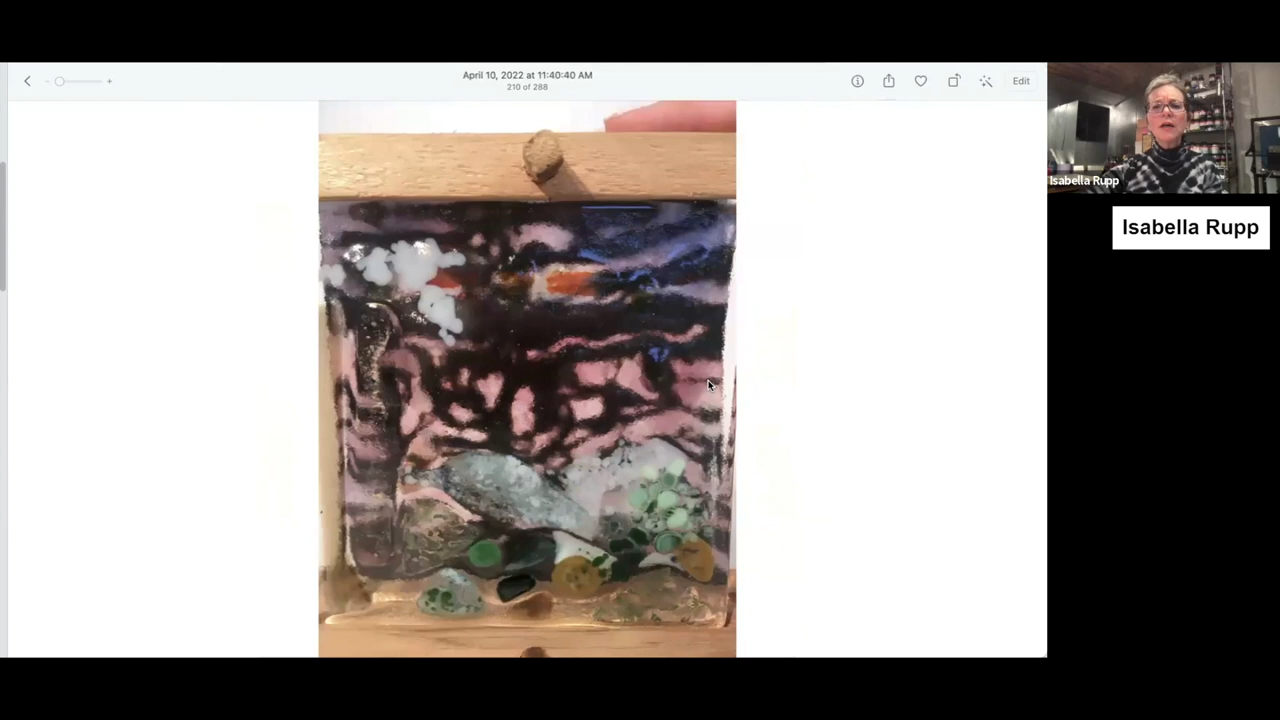 April 10, 2022 at 11:40:40 AM
210 of 288
Edit
Isabella Rupp
Isabella Rupp